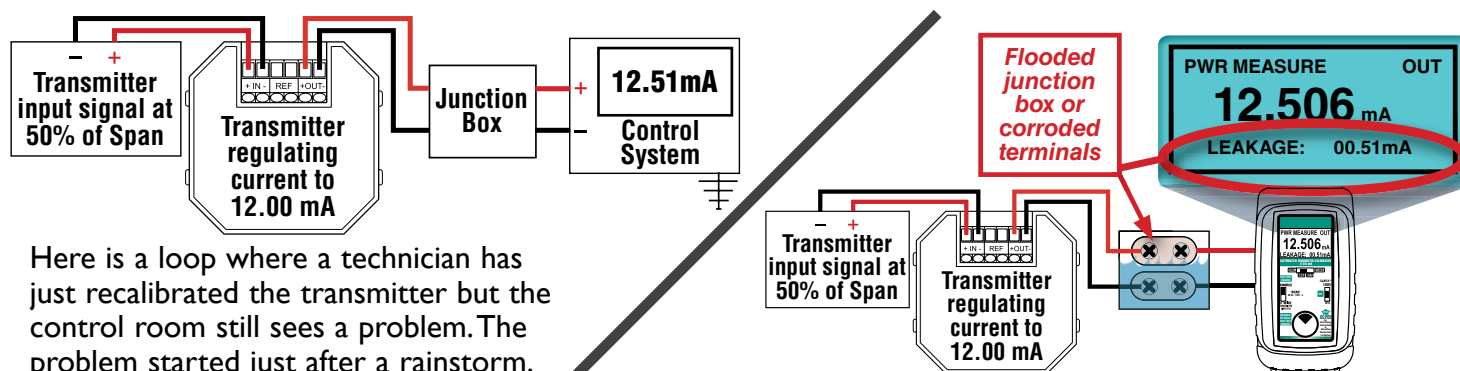 – +
Transmitter
input signal at
50% of Span
+ IN - REF +OUT-
Transmitter
regulating
current to
12.00 mA
Junction
Box
+
–
12.51mA
Control
System
Here is a loop where a technician has
just recalibrated the transmitter but the
control room still sees a problem. The
problem started just after a rainstorm.
Flooded
junction
box or
corroded
terminals
PWR MEASURE OUT
12.506 mA
LEAKAGE: 00.51mA
– +
Transmitter
input signal at
50% of Span
+ IN - REF +OUT-
Transmitter
regulating
current to
12.00 mA
PWR MEASURE OUT
12.506 mA
LEAKAGE: 00.51mA